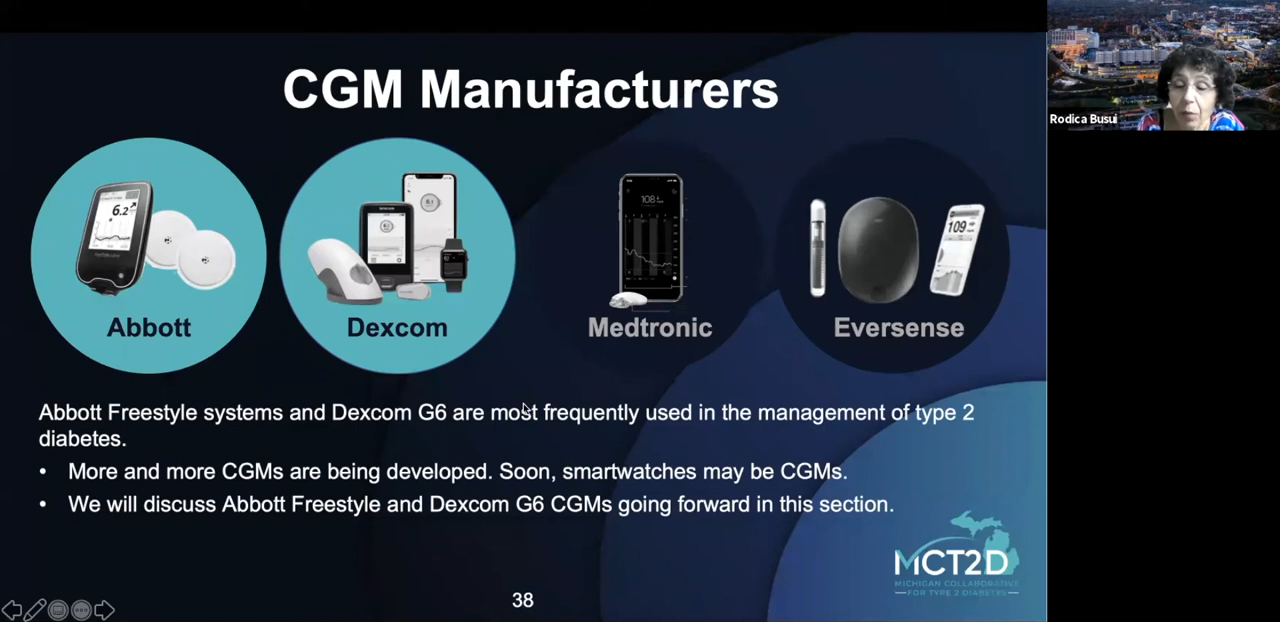 CGM Manufacturers
Rodica Busui
6.2
108
109
Abbott
Dexcom
Medtronic
Eversense
Abbott Freestyle systems and Dexcom G6 are most frequently used in the management of type 2
diabetes.
• More and more CGMs are being developed. Soon, smartwatches may be CGMs.
• We will discuss Abbott Freestyle and Dexcom G6 CGMs going forward in this section.
MCT2D
MICHIGAN COLLABORATIVE
FOR TYPE 2 DIABETES
38